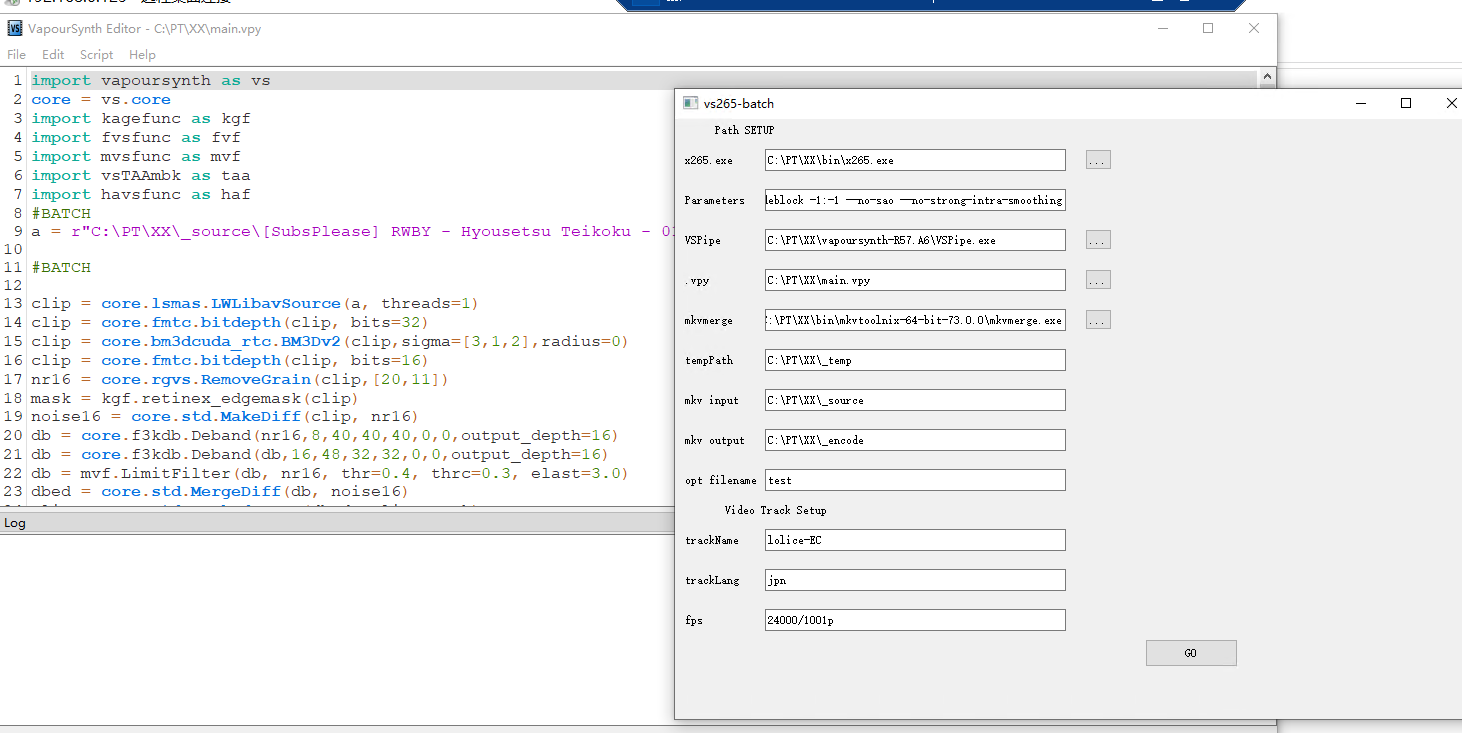 VapourSynth Editor - C:\PT\XX\main.vpy
File Edit Script Help
1 import vapoursynth as vs
2 core = vs.core
3 import kagefunc as kgf
4 import fvsfunc as fvf
5 import mvsfunc as mvf
6 import vsTAAmbk as taa
7 import havsfunc as haf
8 #BATCH
9 a = r"C:\PT\XX\_source\[SubsPlease] RWBY - Hyousetsu Teikoku -
10
11 #BATCH
12
13 clip = core.lsmas.LWLibavSource(a, threads=1)
14 clip = core.fmtc.bitdepth(clip, bits=32)
15 clip = core.bm3dcuda_rtc.BM3Dv2(clip,sigma=[3,1,2],radius=0)
16 clip = core.fmtc.bitdepth(clip, bits=16)
17 nr16 = core.rgvs.RemoveGrain(clip,[20,11])
18 mask = kgf.retinex_edgemask(clip)
19 noise16 = core.std.MakeDiff(clip, nr16)
20 db = core.f3kdb.Deband(nr16,8,40,40,40,0,0,output_depth=16)
21 db = core.f3kdb.Deband(db,16,48,32,32,0,0,output_depth=16)
22 db = mvf.LimitFilter(db, nr16, thr=0.4, thrc=0.3, elast=3.0)
23 dbed = core.std.MergeDiff(db, noise16)
Log
vs265-batch
Path SETUP
x265.exe C:\PT\XX\bin\x265.exe ...
Parameters leblock -1:-1 --no-sao --no-strong-intra-smoothing
VSPipe C:\PT\XX\vapoursynth-R57.A6\VSPipe.exe ...
.vpy C:\PT\XX\main.vpy ...
mkvmerge :\PT\XX\bin\mkvtoolnix-64-bit-73.0.0\mkvmerge.exe ...
tempPath C:\PT\XX\_temp
mkv input C:\PT\XX\_source
mkv output C:\PT\XX\_encode
opt filename test
Video Track Setup
trackName lolice-EC
trackLang jpn
fps 24000/1001p
GO